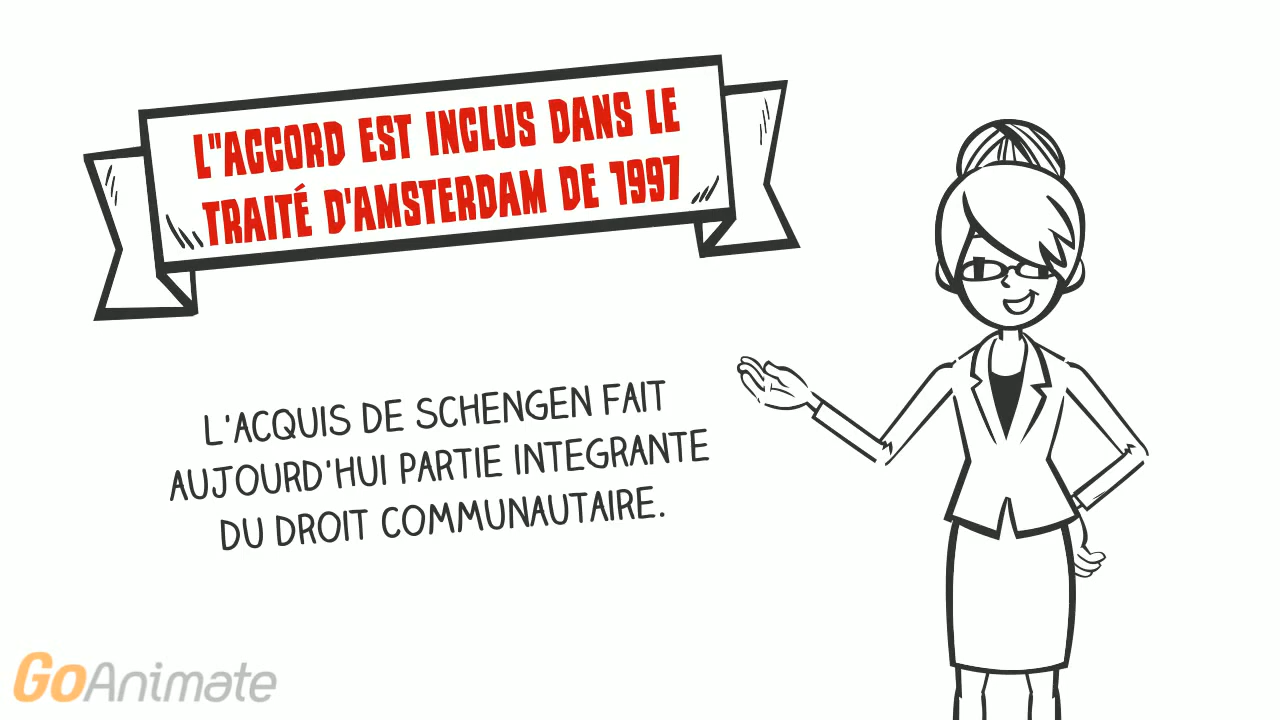 L"ACCORD EST INCLUS DANS LE
TRAITÉ D'AMSTERDAM DE 1997
L'ACQUIS DE SCHENGEN FAIT
AUJOURD'HUI PARTIE INTEGRANTE
DU DROIT COMMUNAUTAIRE.
GoAnimate